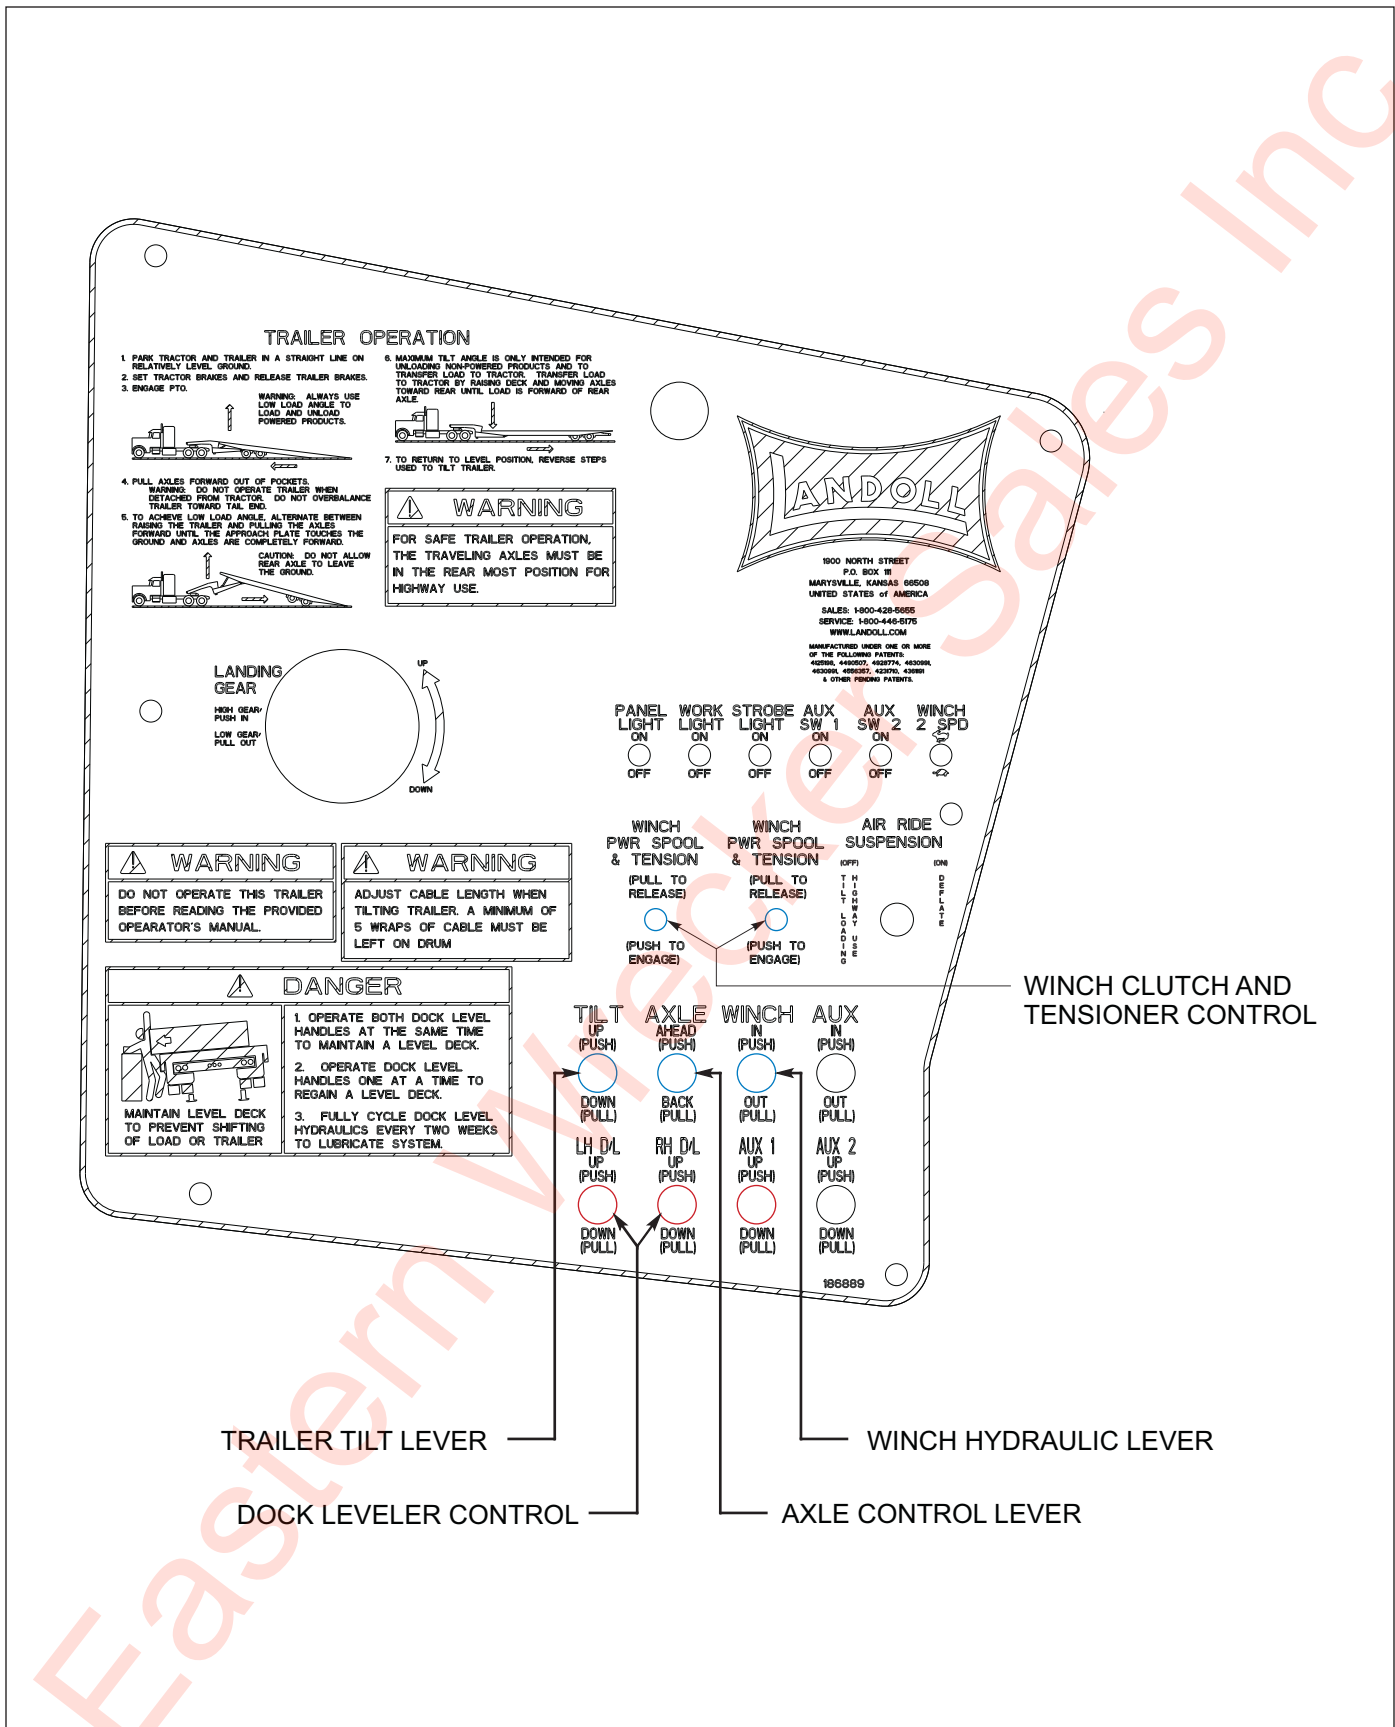 TRAILER OPERATION
1. PARK TRACTOR AND TRAILER IN A STRAIGHT LINE ON
RELATIVELY LEVEL GROUND.
2. SET TRACTOR BRAKES AND RELEASE TRAILER BRAKES.
3. ENGAGE PTO.
WARNING: ALWAYS USE
LOW LOAD ANGLE TO
LOAD AND UNLOAD
POWERED PRODUCTS.
4. PULL AXLES FORWARD OUT OF POCKETS.
WARNING: DO NOT OPERATE TRAILER WHEN
DETACHED FROM TRACTOR. DO NOT OVERBALANCE
TRAILER TOWARD TAIL END.
5. TO ACHIEVE LOW LOAD ANGLE, ALTERNATE BETWEEN
RAISING THE TRAILER AND PULLING THE AXLES
FORWARD UNTIL THE APPROACH PLATE TOUCHES THE
GROUND AND AXLES ARE COMPLETELY FORWARD.
CAUTION: DO NOT ALLOW
REAR AXLE TO LEAVE
THE GROUND.
6. MAXIMUM TILT ANGLE IS ONLY INTENDED FOR
UNLOADING NON-POWERED PRODUCTS AND TO
TRANSFER LOAD TO TRACTOR. TRANSFER LOAD
TO TRACTOR BY RAISING DECK AND MOVING AXLES
TOWARD REAR UNTIL LOAD IS FORWARD OF REAR
AXLE.
7. TO RETURN TO LEVEL POSITION, REVERSE STEPS
USED TO TILT TRAILER.
WARNING
FOR SAFE TRAILER OPERATION,
THE TRAVELING AXLES MUST BE
IN THE REAR MOST POSITION FOR
HIGHWAY USE.
LANDOLL
1900 NORTH STREET
P.O. BOX 111
MARYSVILLE, KANSAS 66508
UNITED STATES of AMERICA
SALES: 1-800-428-5655
SERVICE: 1-800-446-5175
WWW.LANDOLL.COM
MANUFACTURED UNDER ONE OR MORE
OF THE FOLLOWING PATENTS:
& OTHER PENDING PATENTS.
LANDING
GEAR
HIGH GEAR/
PUSH IN
LOW GEAR/
PULL OUT
UP
DOWN
PANEL LIGHT ON OFF
WORK LIGHT ON OFF
STROBE LIGHT ON OFF
AUX SW 1 ON OFF
AUX SW 2 ON OFF
WINCH 2 SPD
WINCH
PWR SPOOL
& TENSION
(PULL TO
RELEASE)
(PUSH TO
ENGAGE)
WINCH
PWR SPOOL
& TENSION
(PULL TO
RELEASE)
(PUSH TO
ENGAGE)
AIR RIDE
SUSPENSION
(OFF)
TILT LOADING
HIGHWAY USE
(ON)
DEFLATE
WARNING
DO NOT OPERATE THIS TRAILER
BEFORE READING THE PROVIDED
OPEARATOR'S MANUAL.
WARNING
ADJUST CABLE LENGTH WHEN
TILTING TRAILER. A MINIMUM OF
5 WRAPS OF CABLE MUST BE
LEFT ON DRUM
DANGER
MAINTAIN LEVEL DECK
TO PREVENT SHIFTING
OF LOAD OR TRAILER
1. OPERATE BOTH DOCK LEVEL
HANDLES AT THE SAME TIME
TO MAINTAIN A LEVEL DECK.
2. OPERATE DOCK LEVEL
HANDLES ONE AT A TIME TO
REGAIN A LEVEL DECK.
3. FULLY CYCLE DOCK LEVEL
HYDRAULICS EVERY TWO WEEKS
TO LUBRICATE SYSTEM.
WINCH CLUTCH AND
TENSIONER CONTROL
TILT AXLE WINCH AUX
UP AHEAD IN IN
(PUSH) (PUSH) (PUSH) (PUSH)
DOWN BACK OUT OUT
(PULL) (PULL) (PULL) (PULL)
LH D/L RH D/L AUX 1 AUX 2
UP UP UP UP
(PUSH) (PUSH) (PUSH) (PUSH)
DOWN DOWN DOWN DOWN
(PULL) (PULL) (PULL) (PULL)
186889
TRAILER TILT LEVER
WINCH HYDRAULIC LEVER
DOCK LEVELER CONTROL
AXLE CONTROL LEVER
Eastern Wrecker Sales Inc